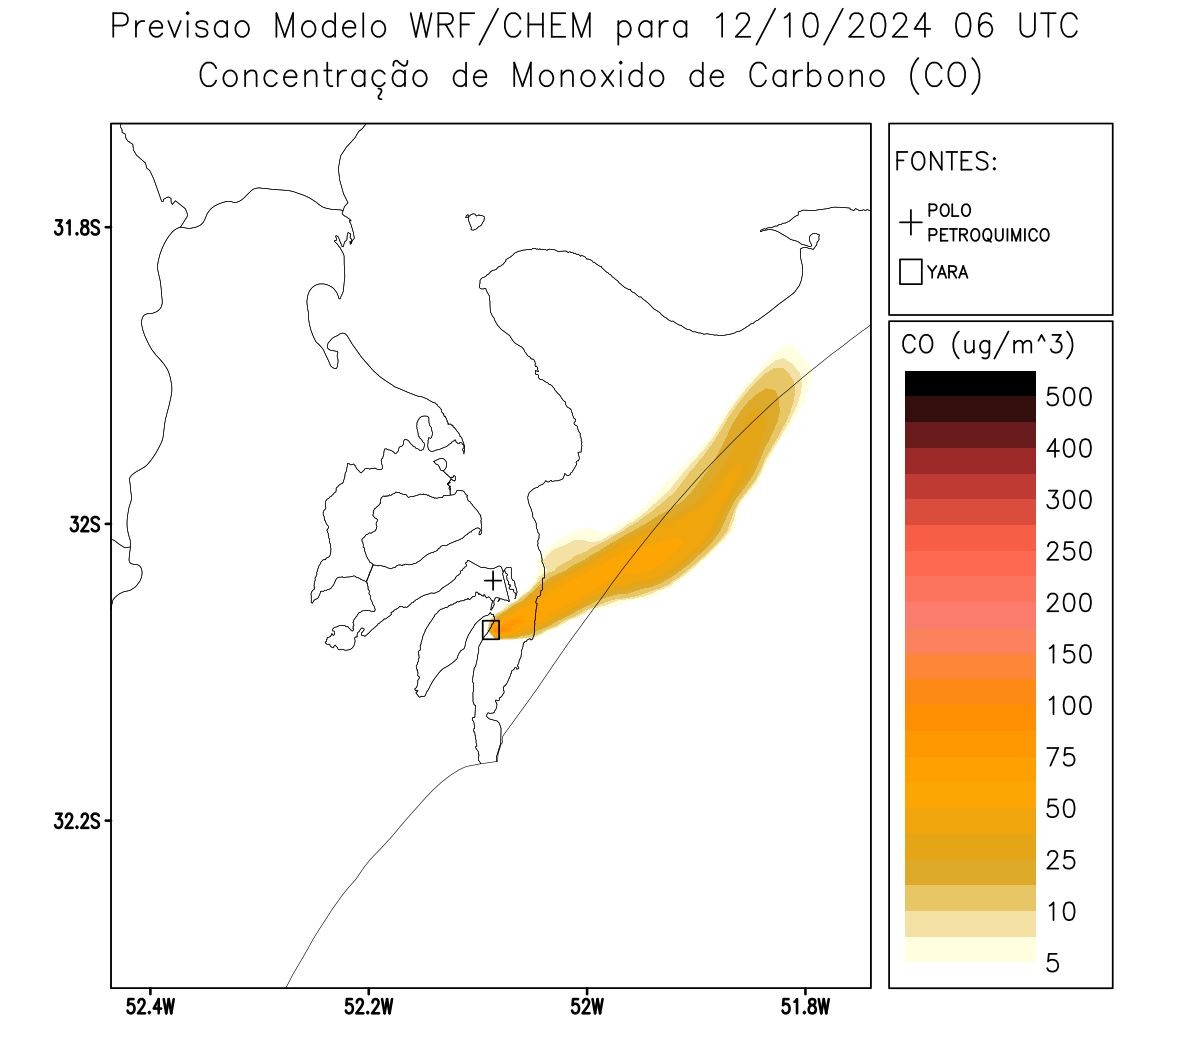 Previsao Modelo WRF/CHEM para 12/10/2024 06 UTC
Concentração de Monoxido de Carbono (CO)
FONTES:
POLO
PETROQUIMICO
YARA
CO (ug/m^3)
500
400
300
250
200
150
100
75
50
25
10
5
31.8S
32S
32.2S
52.4W
52.2W
52W
51.8W